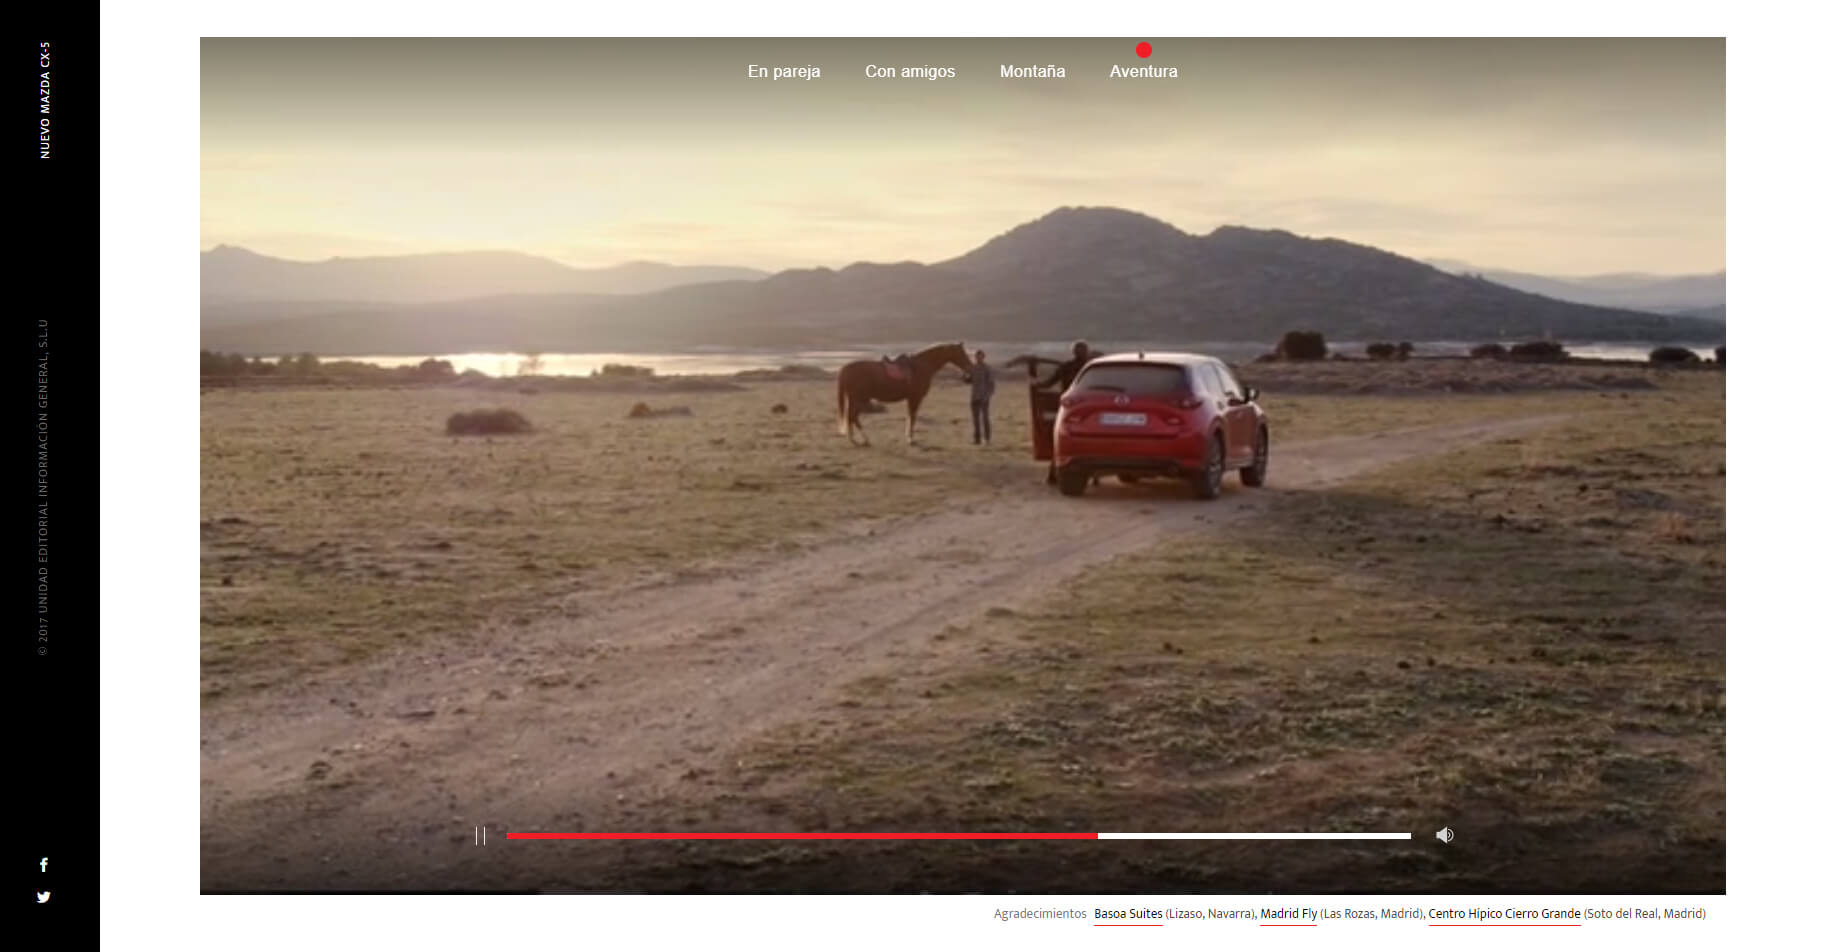 NUEVO MAZDA CX-5
© 2017 UNIDAD EDITORIAL INFORMACIÓN GENERAL, S.L.U
En pareja
Con amigos
Montaña
Aventura
Agradecimientos Basoa Suites (Lizaso, Navarra), Madrid Fly (Las Rozas, Madrid), Centro Hípico Cierro Grande (Soto del Real, Madrid)